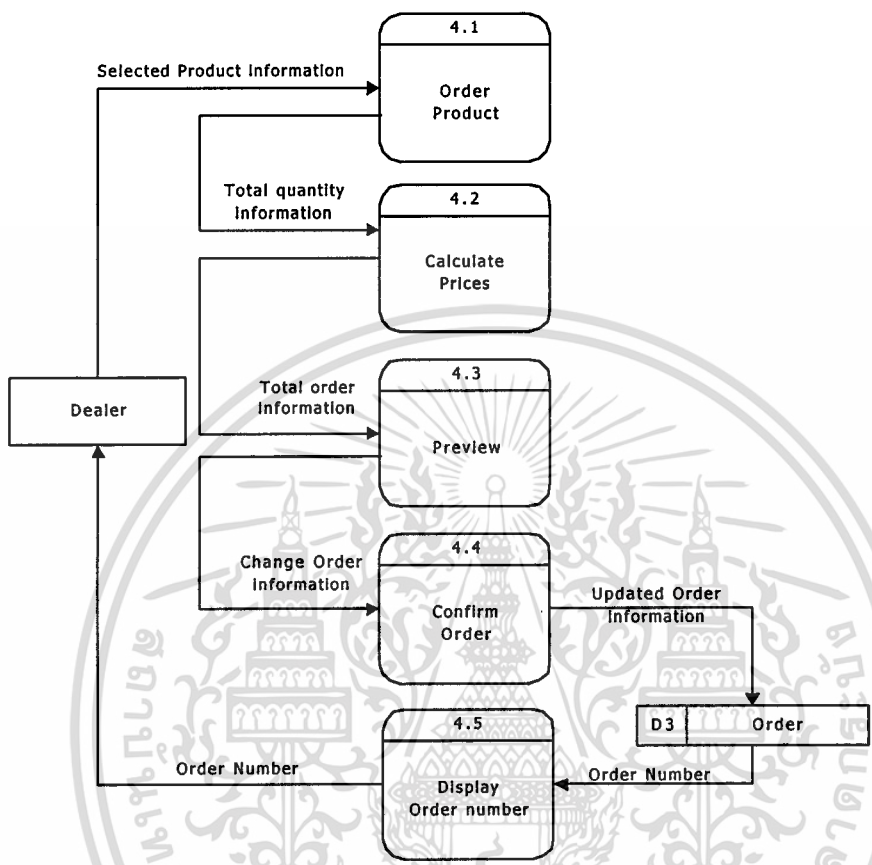 4.1
Selected Product Information
Order
Product
Total quantity
Information
4.2
Calculate
Prices
4.3
Total order
Information
Dealer
Preview
4.4
Change Order
Information
Confirm
Order
Updated Order
Information
D3
Order
4.5
Order Number
Order Number
Display
Order number